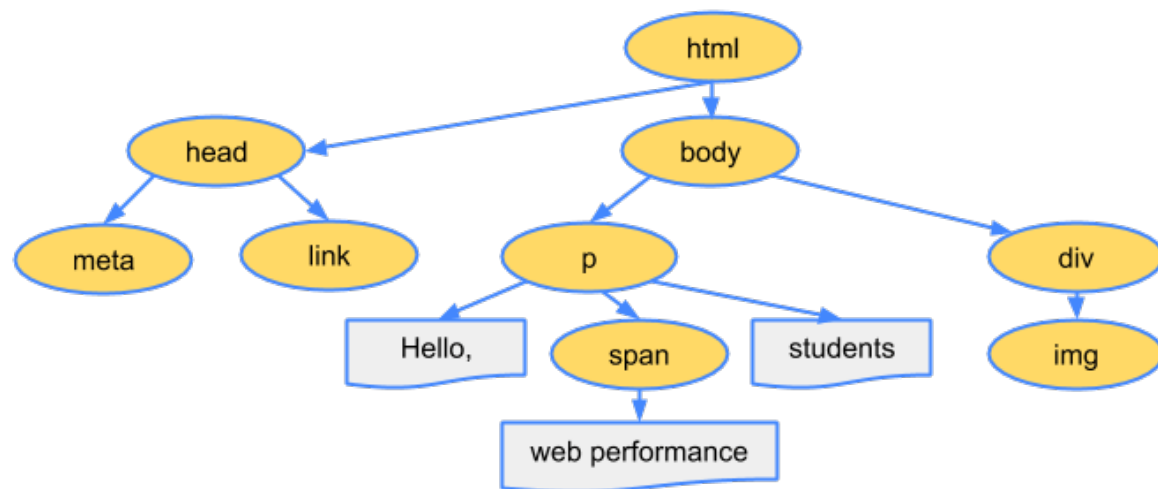 html
head
body
meta
link
p
div
Hello,
span
students
img
web performance